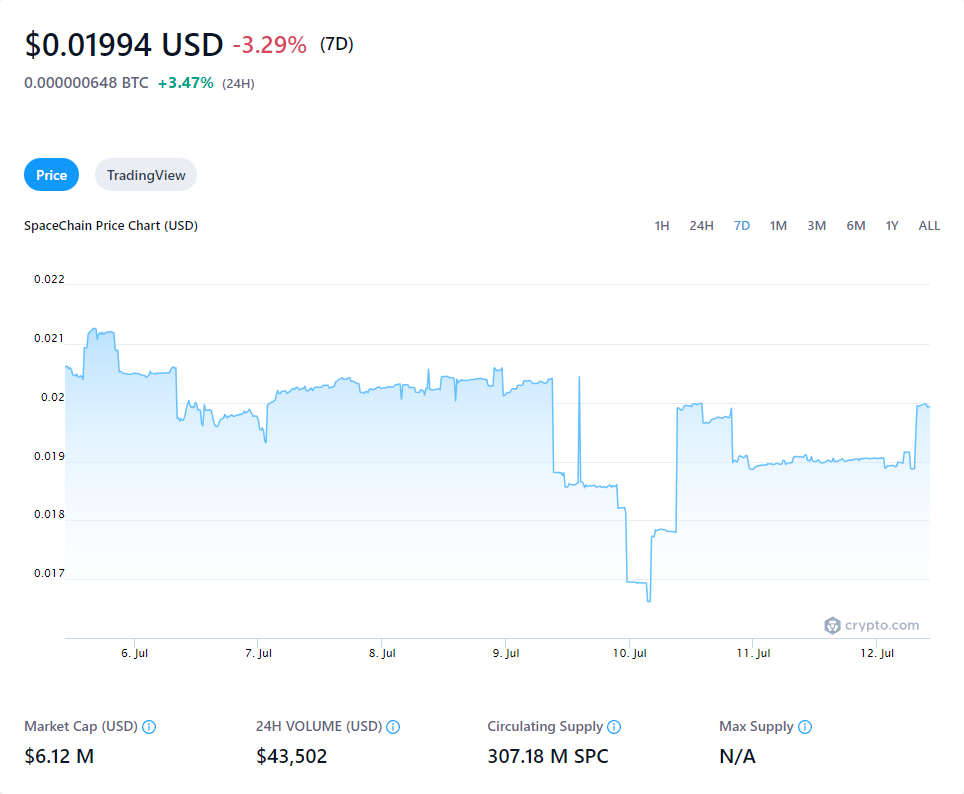 $0.01994 USD -3.29% (7D)
0.000000648 BTC +3.47% (24H)
Price TradingView
SpaceChain Price Chart (USD) 1H 24H 7D 1M 3M 6M 1Y ALL
0.022
0.021
0.02
0.019
0.018
0.017
crypto.com
6. Jul 7. Jul 8. Jul 9. Jul 10. Jul 11. Jul 12. Jul
Market Cap (USD) 24H VOLUME (USD) Circulating Supply Max Supply
$6.12 M $43,502 307.18 M SPC N/A